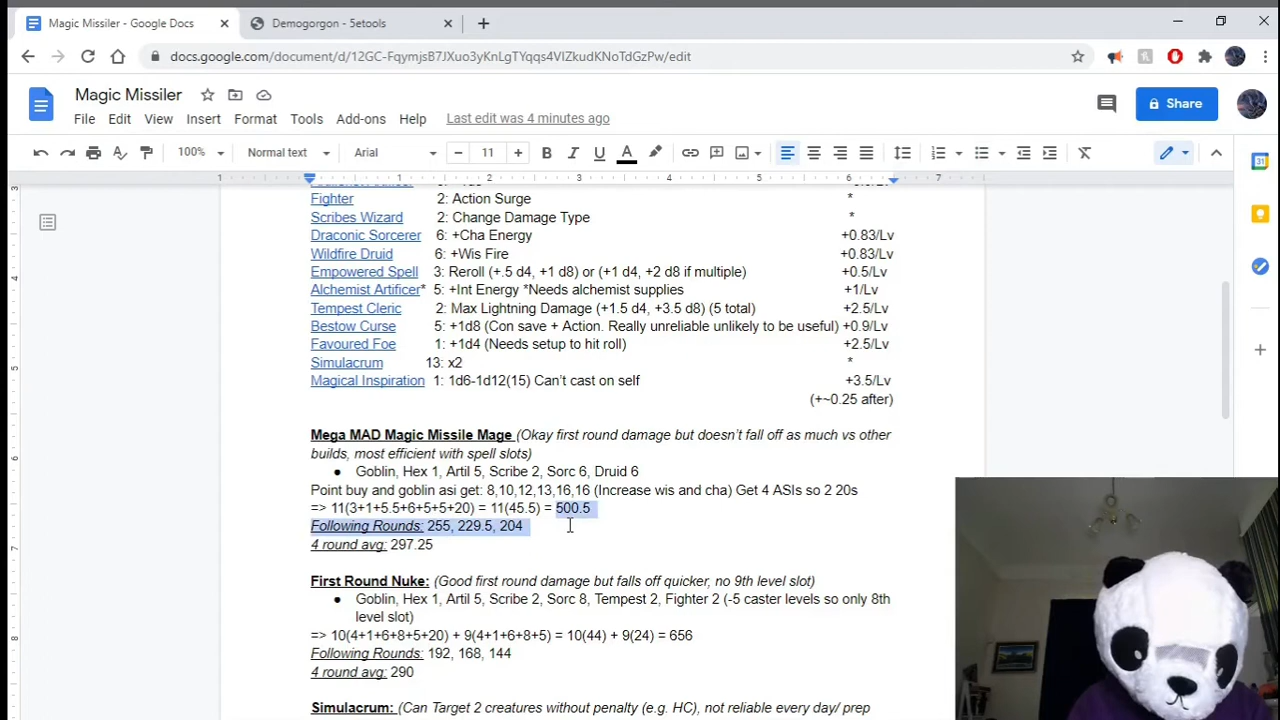 Magic Missiler - Google Docs
Demogorgon - 5etools
docs.google.com/document/d/12GC-FqymjsB7JXuo3yKnLgTYqqs4VIZkudKNoTdGzPw/edit
Magic Missiler
Share
File Edit View Insert Format Tools Add-ons Help Last edit was 4 minutes ago
100% Normal text Arial 11
1 1 2 3 4 5 6 7
Fighter 2: Action Surge *
Scribes Wizard 2: Change Damage Type *
Draconic Sorcerer 6: +Cha Energy +0.83/Lv
Wildfire Druid 6: +Wis Fire +0.83/Lv
Empowered Spell 3: Reroll (+.5 d4, +1 d8) or (+1 d4, +2 d8 if multiple) +0.5/Lv
Alchemist Artificer* 5: +Int Energy *Needs alchemist supplies +1/Lv
Tempest Cleric 2: Max Lightning Damage (+1.5 d4, +3.5 d8) (5 total) +2.5/Lv
Bestow Curse 5: +1d8 (Con save + Action. Really unreliable unlikely to be useful) +0.9/Lv
Favoured Foe 1: +1d4 (Needs setup to hit roll) +2.5/Lv
Simulacrum 13: x2 *
Magical Inspiration 1: 1d6-1d12(15) Can't cast on self +3.5/Lv
(+~0.25 after)
Mega MAD Magic Missile Mage (Okay first round damage but doesn't fall off as much vs other
builds, most efficient with spell slots)
● Goblin, Hex 1, Artil 5, Scribe 2, Sorc 6, Druid 6
Point buy and goblin asi get: 8,10,12,13,16,16 (Increase wis and cha) Get 4 ASIs so 2 20s
=> 11(3+1+5.5+6+5+5+20) = 11(45.5) = 500.5
Following Rounds: 255, 229.5, 204
4 round avg: 297.25
First Round Nuke: (Good first round damage but falls off quicker, no 9th level slot)
● Goblin, Hex 1, Artil 5, Scribe 2, Sorc 8, Tempest 2, Fighter 2 (-5 caster levels so only 8th
level slot)
=> 10(4+1+6+8+5+20) + 9(4+1+6+8+5) = 10(44) + 9(24) = 656
Following Rounds: 192, 168, 144
4 round avg: 290
Simulacrum: (Can Target 2 creatures without penalty (e.g. HC), not reliable every day/ prep